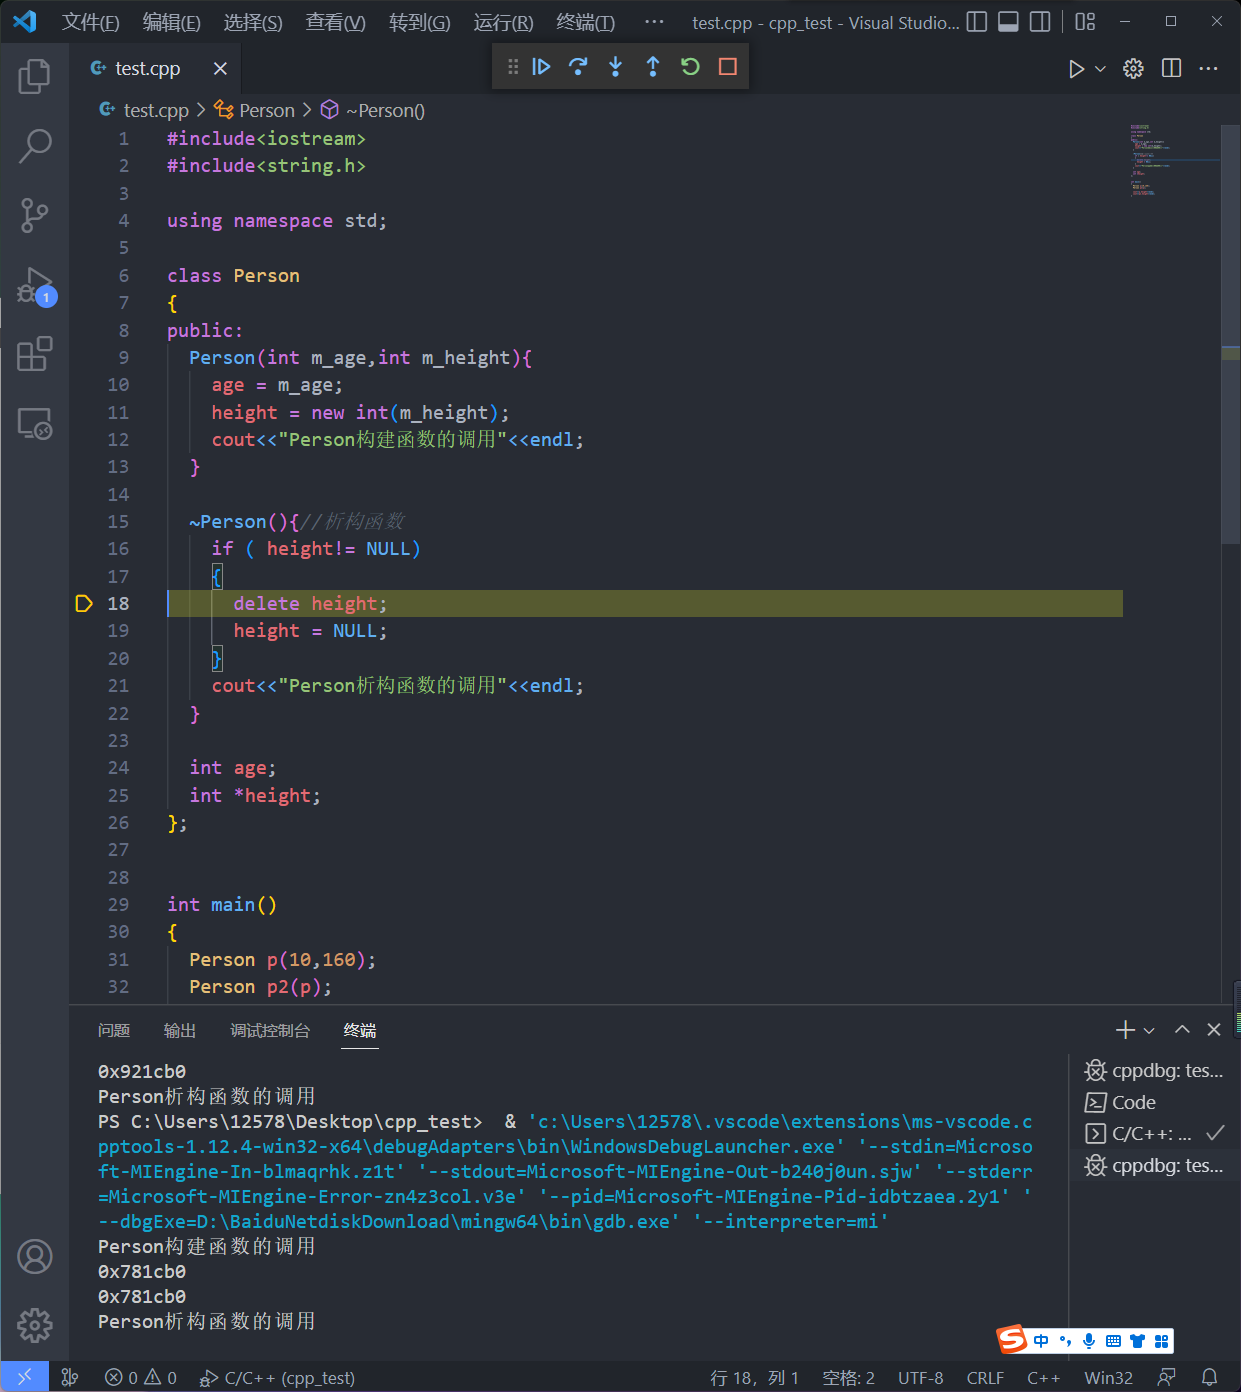 文件(F) 编辑(E) 选择(S) 查看(V) 转到(G) 运行(R) 终端(T) ··· test.cpp - cpp_test - Visual Studio...
test.cpp
test.cpp > Person > ~Person()
1 #include<iostream>
2 #include<string.h>
3
4 using namespace std;
5
6 class Person
7 {
8 public:
9 Person(int m_age,int m_height){
10 age = m_age;
11 height = new int(m_height);
12 cout<<"Person构建函数的调用"<<endl;
13 }
14
15 ~Person(){//析构函数
16 if ( height!= NULL)
17 {
18 delete height;
19 height = NULL;
20 }
21 cout<<"Person析构函数的调用"<<endl;
22 }
23
24 int age;
25 int *height;
26 };
27
28
29 int main()
30 {
31 Person p(10,160);
32 Person p2(p);
1
问题 输出 调试控制台 终端
0x921cb0
Person析构函数的调用
PS C:\Users\12578\Desktop\cpp_test> & 'c:\Users\12578\.vscode\extensions\ms-vscode.c
pptools-1.12.4-win32-x64\debugAdapters\bin\WindowsDebugLauncher.exe' '--stdin=Microso
ft-MIEngine-In-blmaqrhk.z1t' '--stdout=Microsoft-MIEngine-Out-b240j0un.sjw' '--stderr
=Microsoft-MIEngine-Error-zn4z3col.v3e' '--pid=Microsoft-MIEngine-Pid-idbtzaea.2y1' '
--dbgExe=D:\BaiduNetdiskDownload\mingw64\bin\gdb.exe' '--interpreter=mi'
Person构建函数的调用
0x781cb0
0x781cb0
Person析构函数的调用
cppdbg: tes...
Code
C/C++: ...
cppdbg: tes...
S 中
0 0 C/C++ (cpp_test) 行 18, 列 1 空格: 2 UTF-8 CRLF C++ Win32